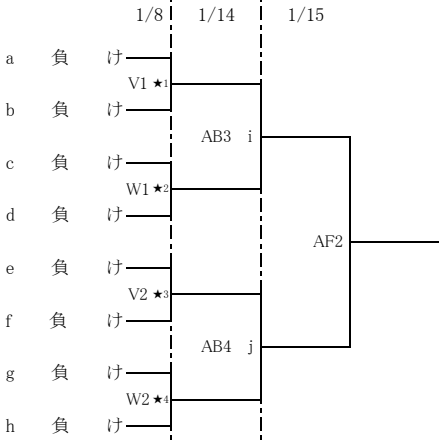 1/8 1/14 1/15
a 負 け
V1 ★1
b 負 け
AB3 i
c 負 け
W1 ★2
d 負 け
AF2
e 負 け
V2 ★3
f 負 け
AB4 j
g 負 け
W2 ★4
h 負 け